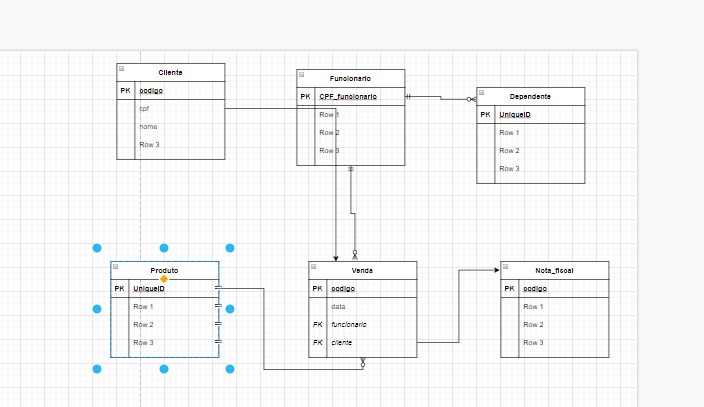 Cliente
PK codigo
cpf
nome
Row 3
Funcionario
PK CPF_funcionario
Row 1
Row 2
Row 3
Dependente
PK UniqueID
Row 1
Row 2
Row 3
Produto
PK UniqueID
Row 1
Row 2
Row 3
Venda
PK codigo
data
FK funcionario
FK cliente
Nota_fiscal
PK codigo
Row 1
Row 2
Row 3